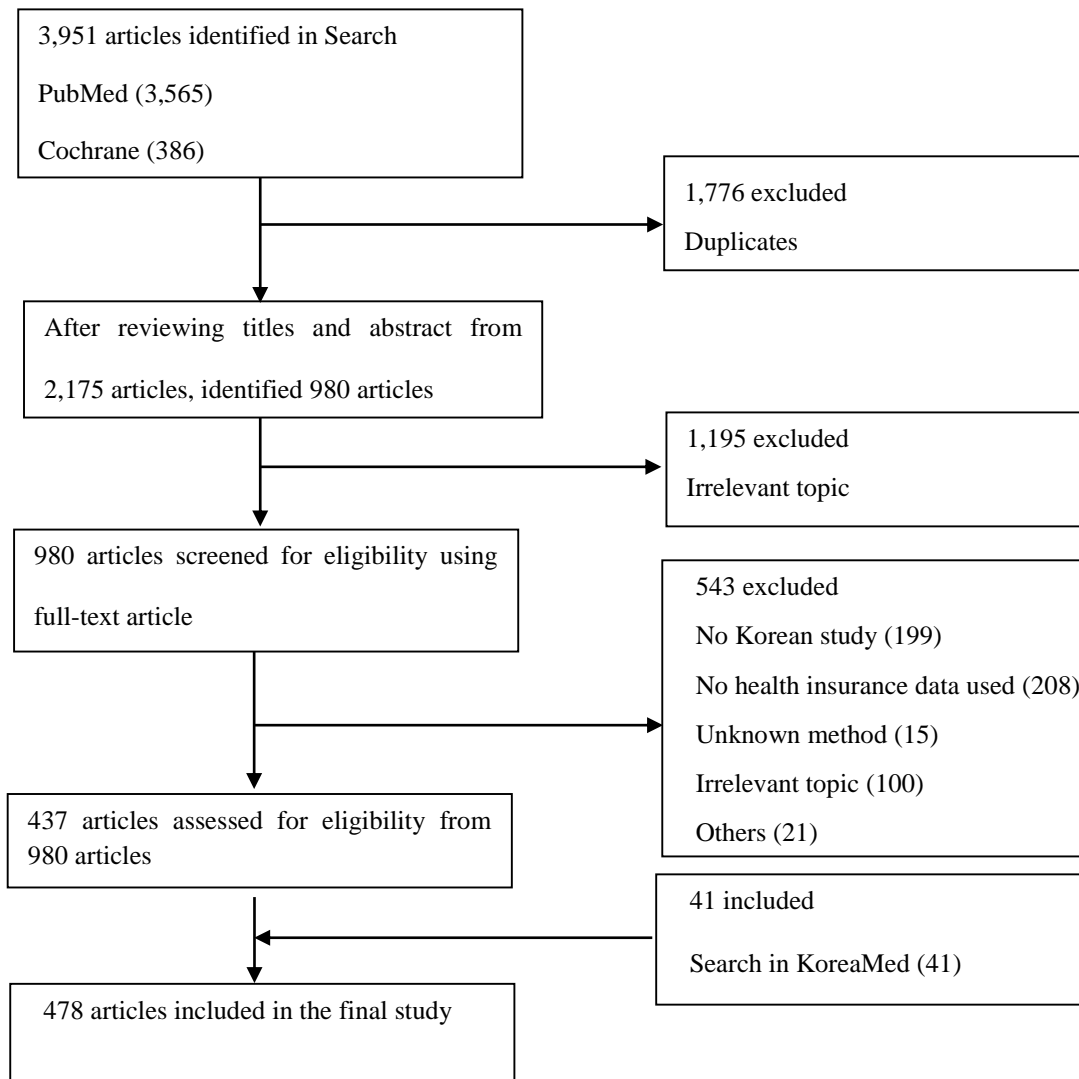 3,951 articles identified in Search
PubMed (3,565)
Cochrane (386)
1,776 excluded
Duplicates
After reviewing titles and abstract from
2,175 articles, identified 980 articles
1,195 excluded
Irrelevant topic
980 articles screened for eligibility using
full-text article
543 excluded
No Korean study (199)
No health insurance data used (208)
Unknown method (15)
Irrelevant topic (100)
Others (21)
437 articles assessed for eligibility from
980 articles
41 included
Search in KoreaMed (41)
478 articles included in the final study